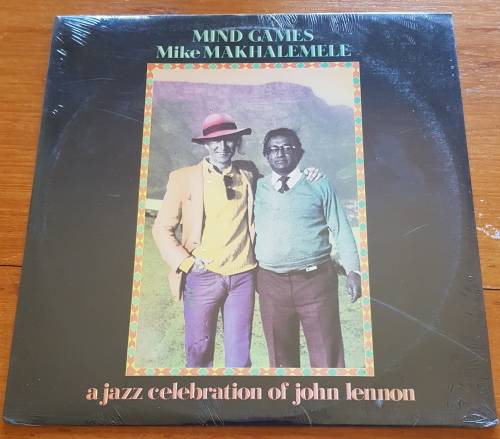 MIND GAMES
Mike MAKHALEMELE
a jazz celebration of john lennon